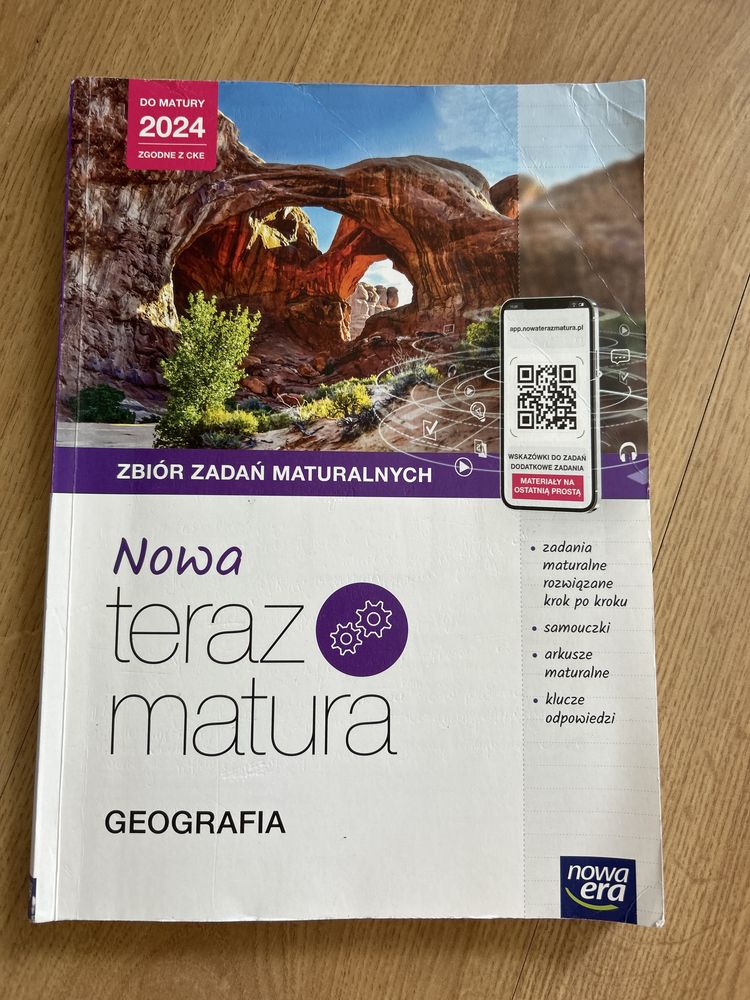 DO MATURY
2024
ZGODNE Z CKE
app.nowaterazmatura.pl
WSKAZÓWKI DO ZADAŃ
DODATKOWE ZADANIA
MATERIAŁY NA
OSTATNIĄ PROSTĄ
ZBIÓR ZADAŃ MATURALNYCH
Nowa
teraz
matura
GEOGRAFIA
• zadania
maturalne
rozwiązane
krok po kroku
• samouczki
• arkusze
maturalne
• klucze
odpowiedzi
nowa
era